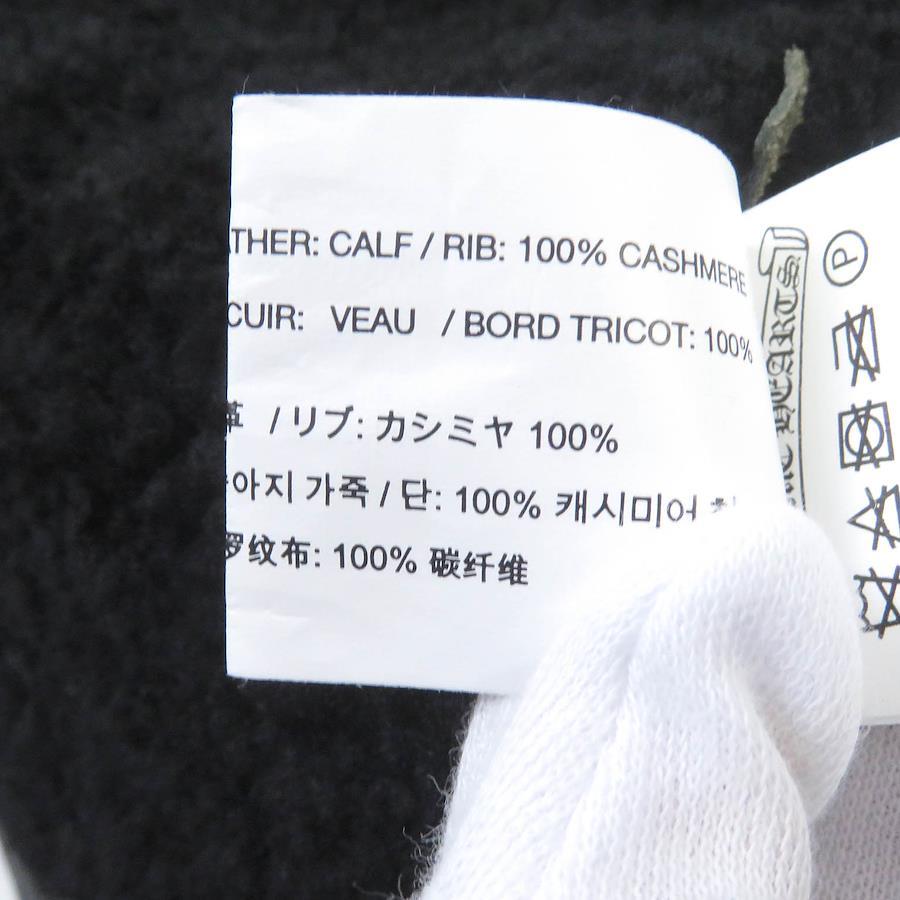 THER: CALF / RIB: 100% CASHMERE
CUIR: VEAU / BORD TRICOT: 100%
革 / リブ: カシミヤ 100%
아지 가죽 / 단: 100% 캐시미어
罗纹布: 100% 碳纤维
HEARTS
P